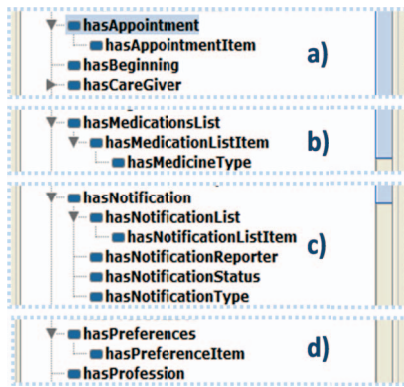 hasAppointment
hasAppointmentItem
a)
hasBeginning
hasCareGiver
hasMedicationsList
hasMedicationListItem
b)
hasMedicineType
hasNotification
hasNotificationList
hasNotificationListItem
c)
hasNotificationReporter
hasNotificationStatus
hasNotificationType
hasPreferences
hasPreferenceItem
d)
hasProfession